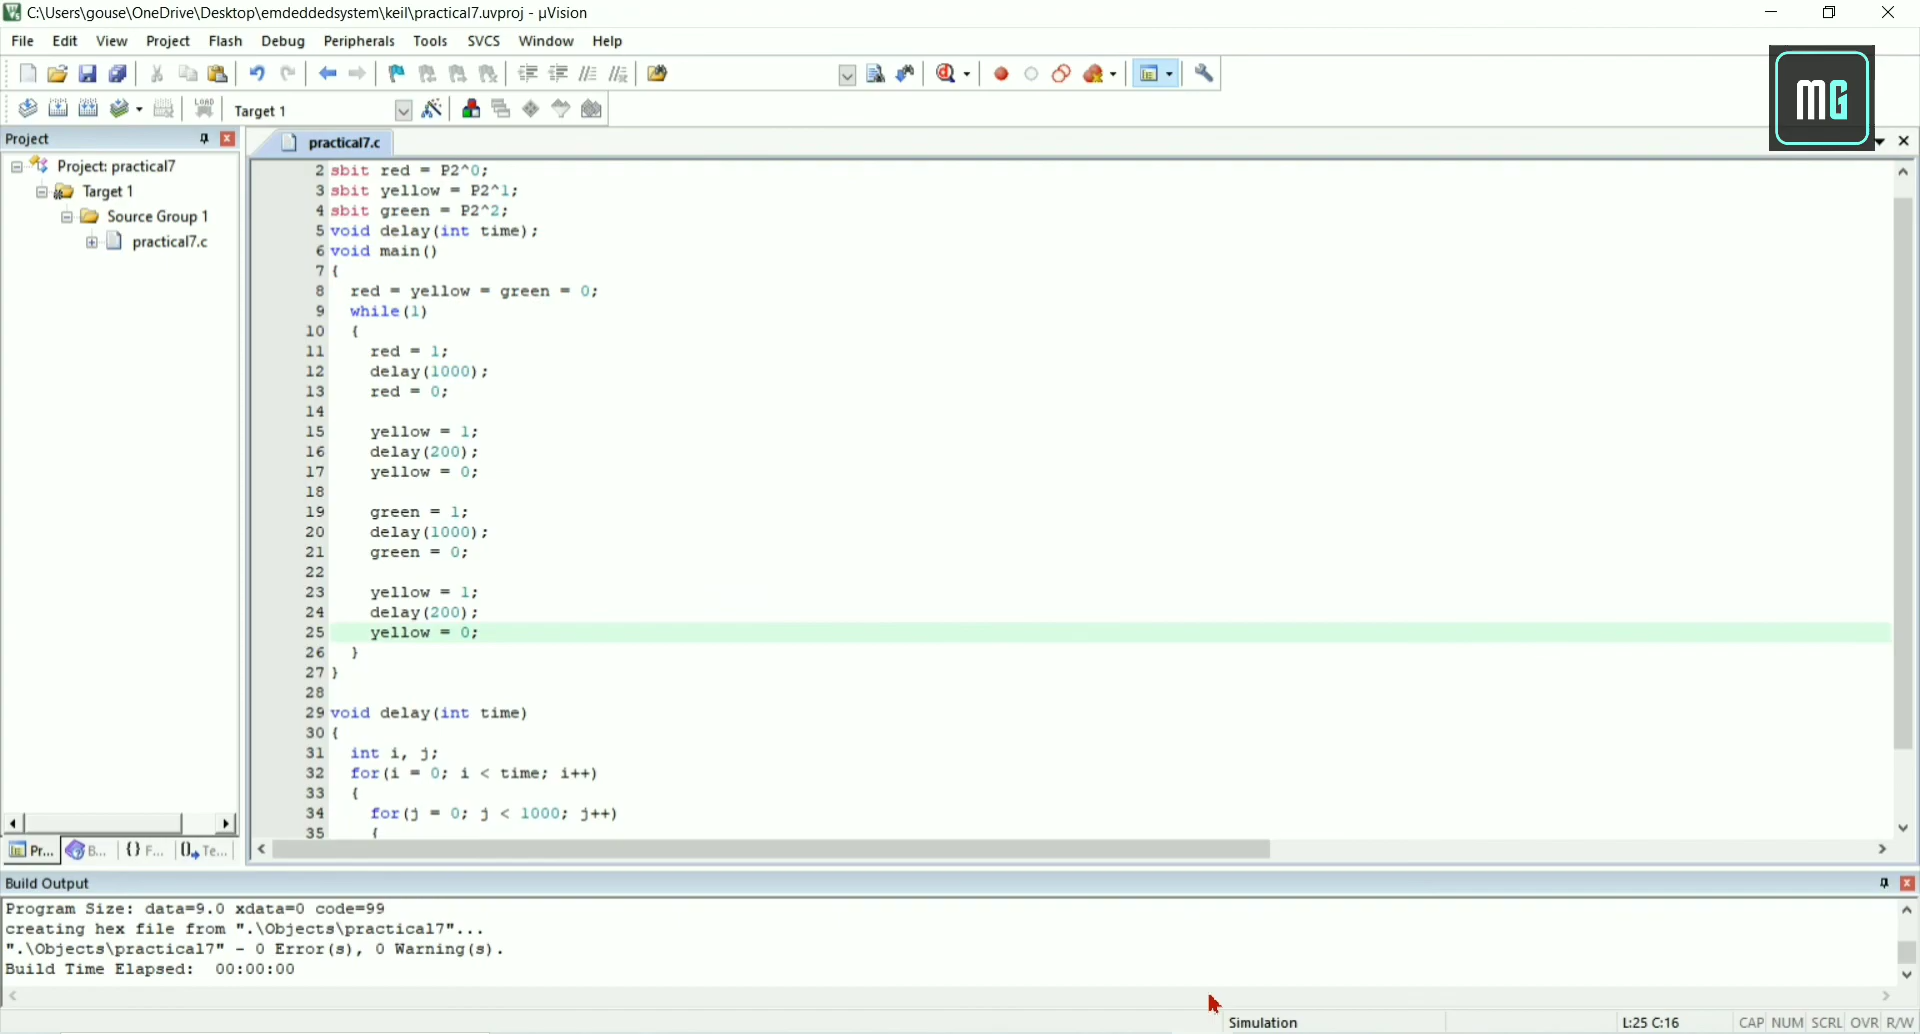 C:\Users\gouse\OneDrive\Desktop\emdeddedsystem\keil\practical7.uvproj - µVision
File Edit View Project Flash Debug Peripherals Tools SVCS Window Help
MG
LOAD
Target 1
Project
practical7.c
Project: practical7
Target 1
Source Group 1
practical7.c
2 sbit red = P2^0;
3 sbit yellow = P2^1;
4 sbit green = P2^2;
5 void delay(int time);
6 void main()
7 {
8 red = yellow = green = 0;
9 while(1)
10 {
11 red = 1;
12 delay(1000);
13 red = 0;
14
15 yellow = 1;
16 delay(200);
17 yellow = 0;
18
19 green = 1;
20 delay(1000);
21 green = 0;
22
23 yellow = 1;
24 delay(200);
25 yellow = 0;
26 }
27 }
28
29 void delay(int time)
30 {
31 int i, j;
32 for(i = 0; i < time; i++)
33 {
34 for(j = 0; j < 1000; j++)
35 {
Pr... B... {} F... 0 Te...
Build Output
Program Size: data=9.0 xdata=0 code=99
creating hex file from ".\Objects\practical7"...
".\Objects\practical7" - 0 Error(s), 0 Warning(s).
Build Time Elapsed: 00:00:00
Simulation L:25 C:16 CAP NUM SCRL OVR R/W